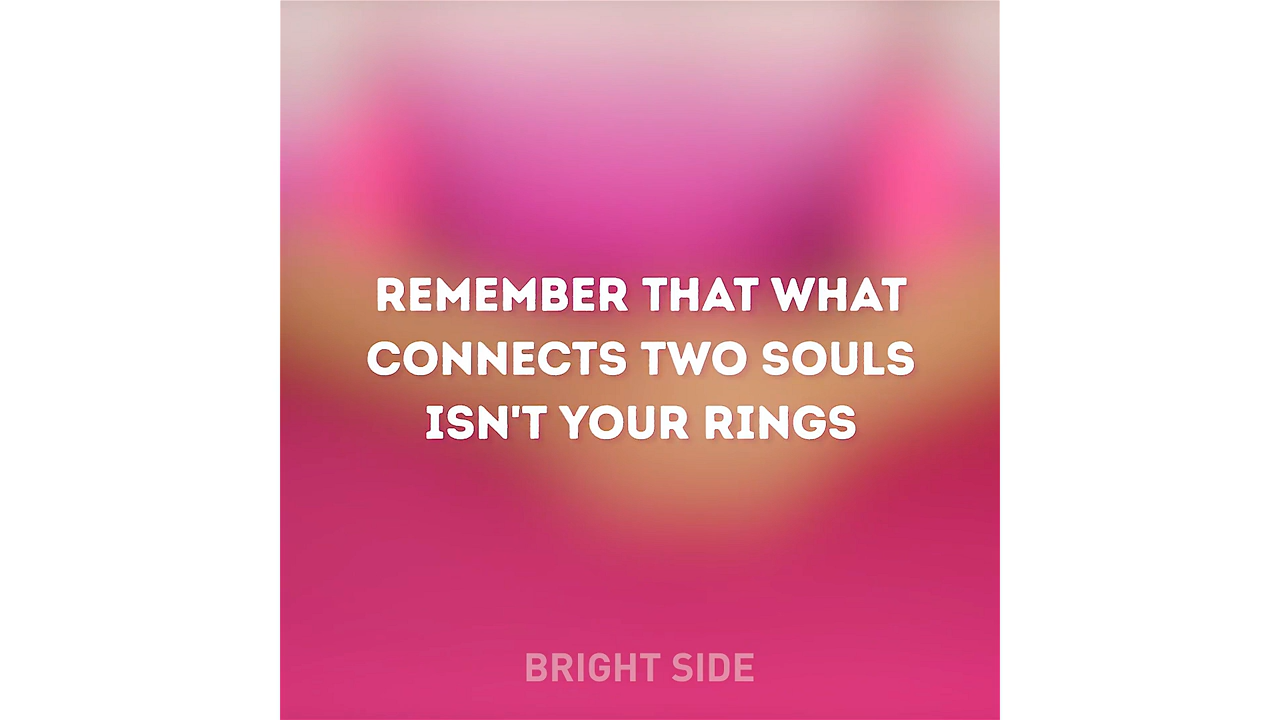 REMEMBER THAT WHAT
CONNECTS TWO SOULS
ISN'T YOUR RINGS
BRIGHT SIDE